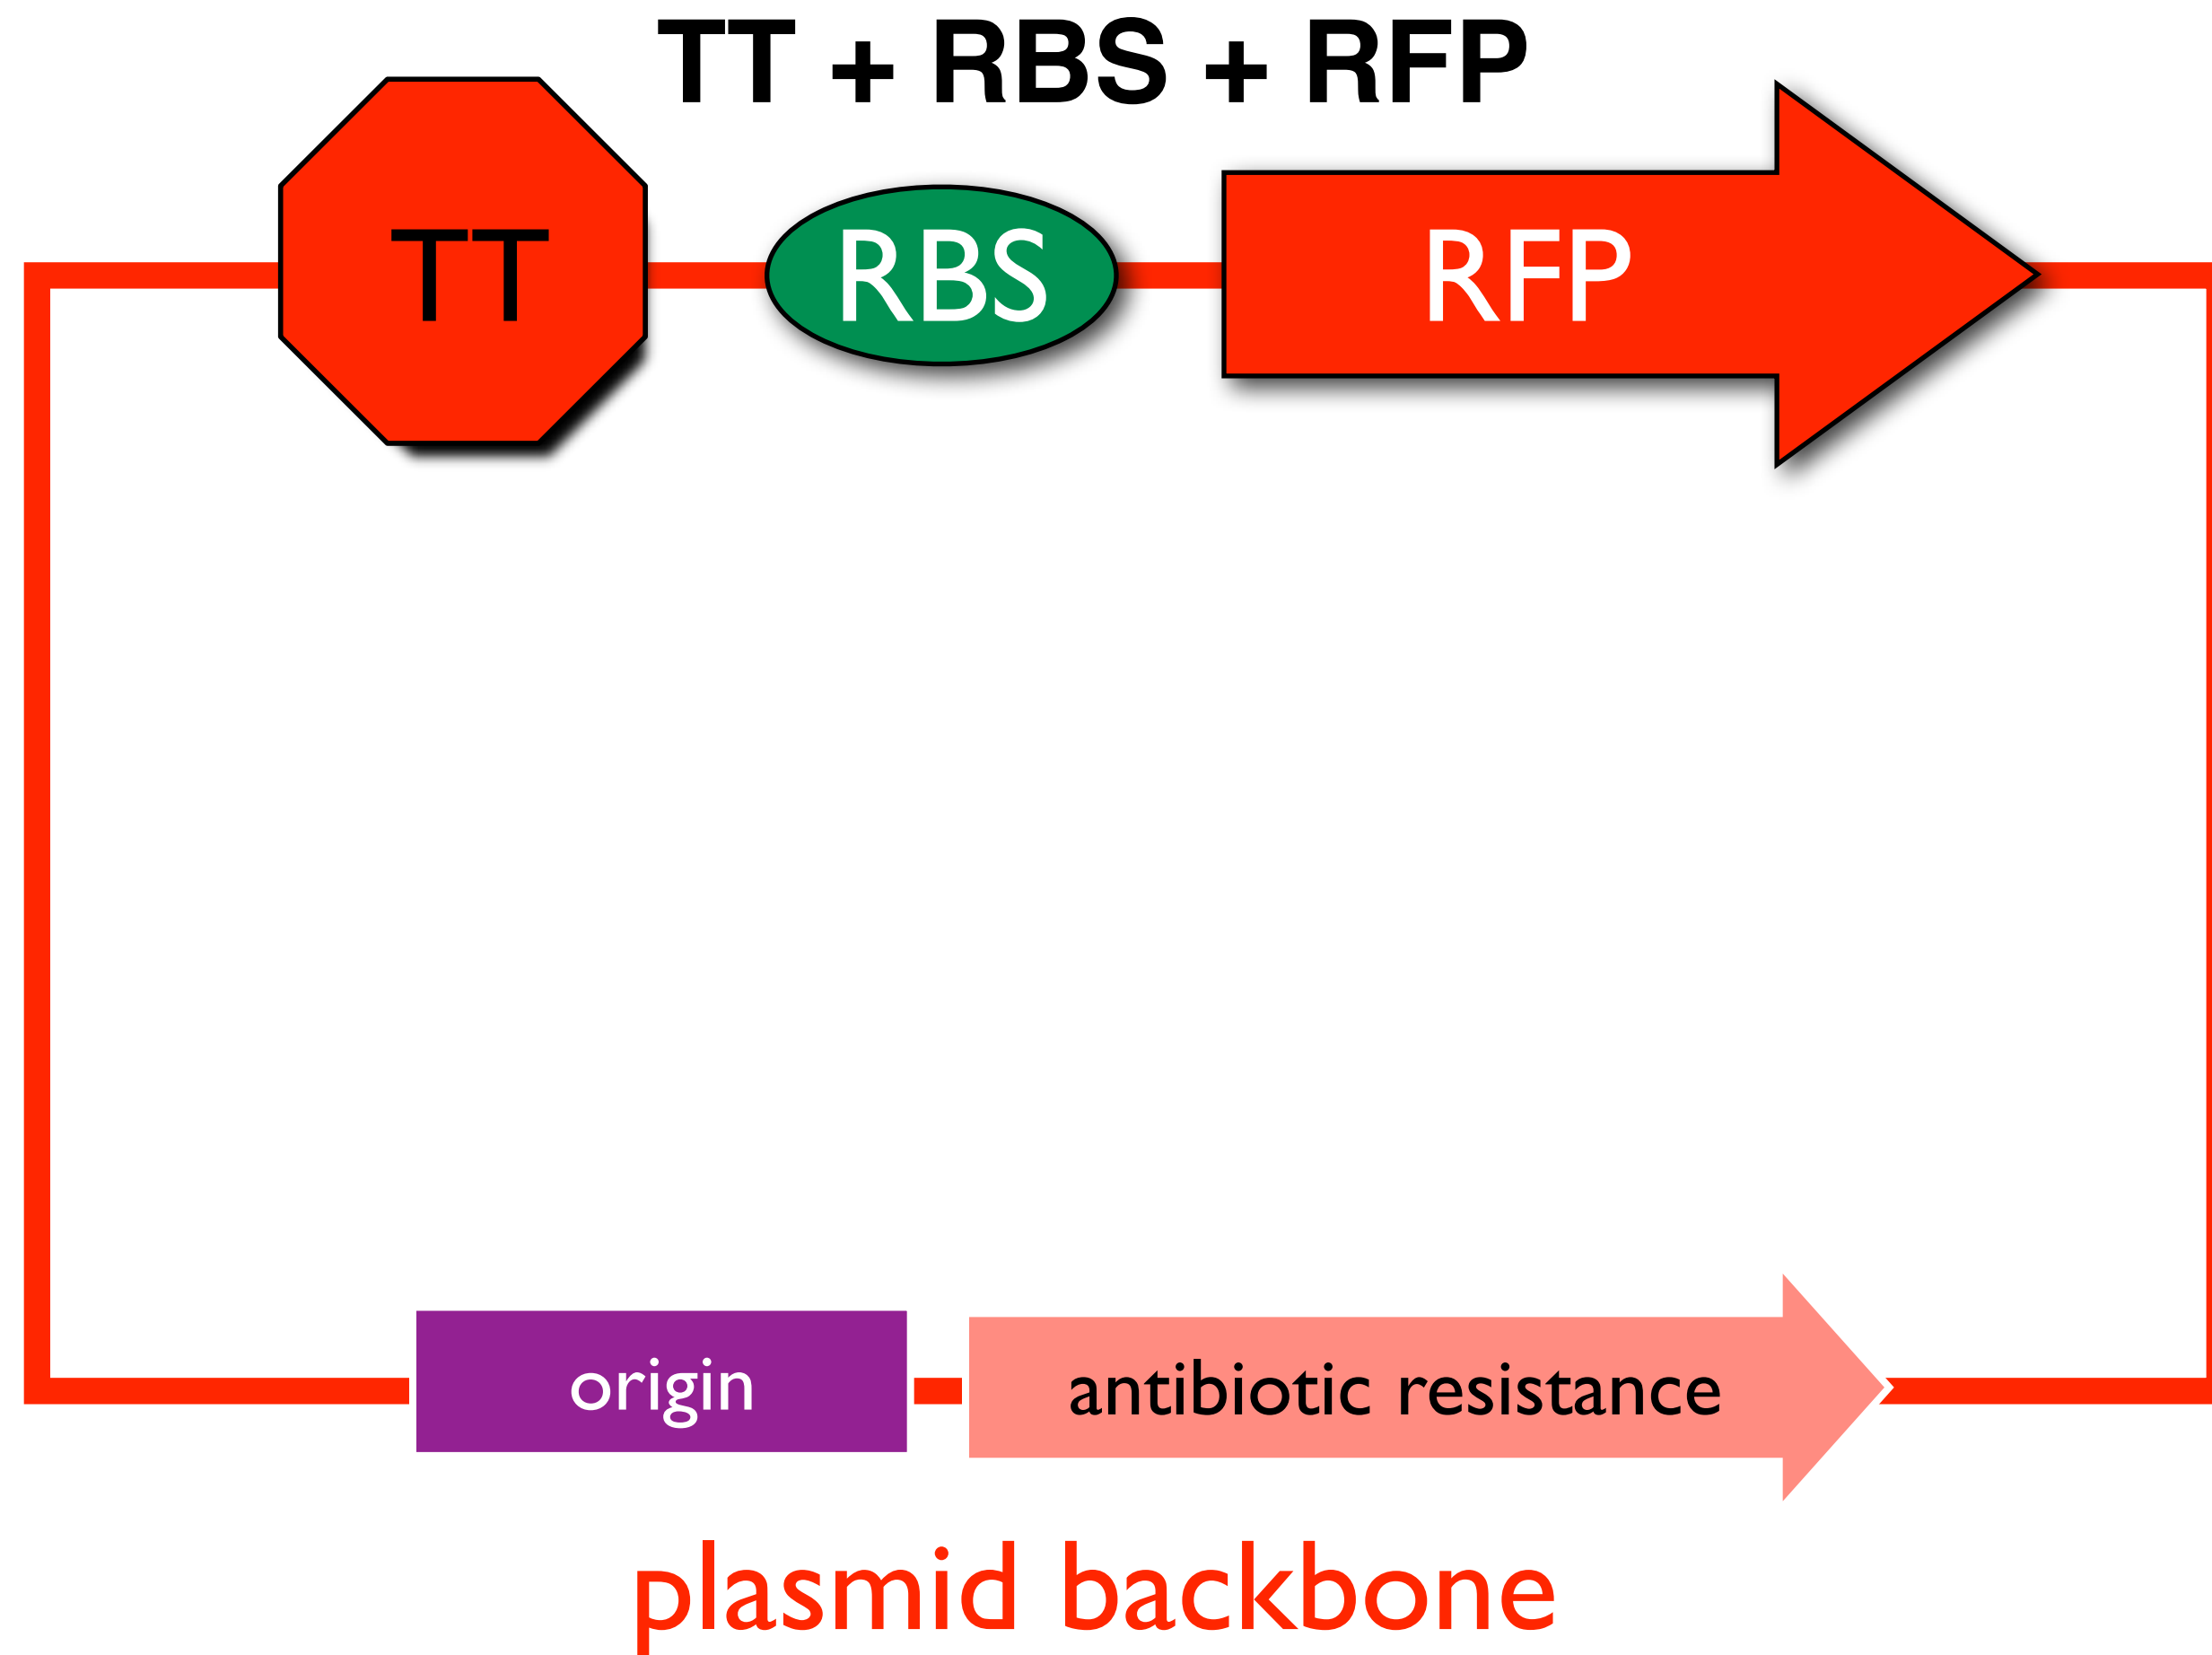 TT + RBS + RFP
TT
RBS
RFP
origin
antibiotic resistance
plasmid backbone